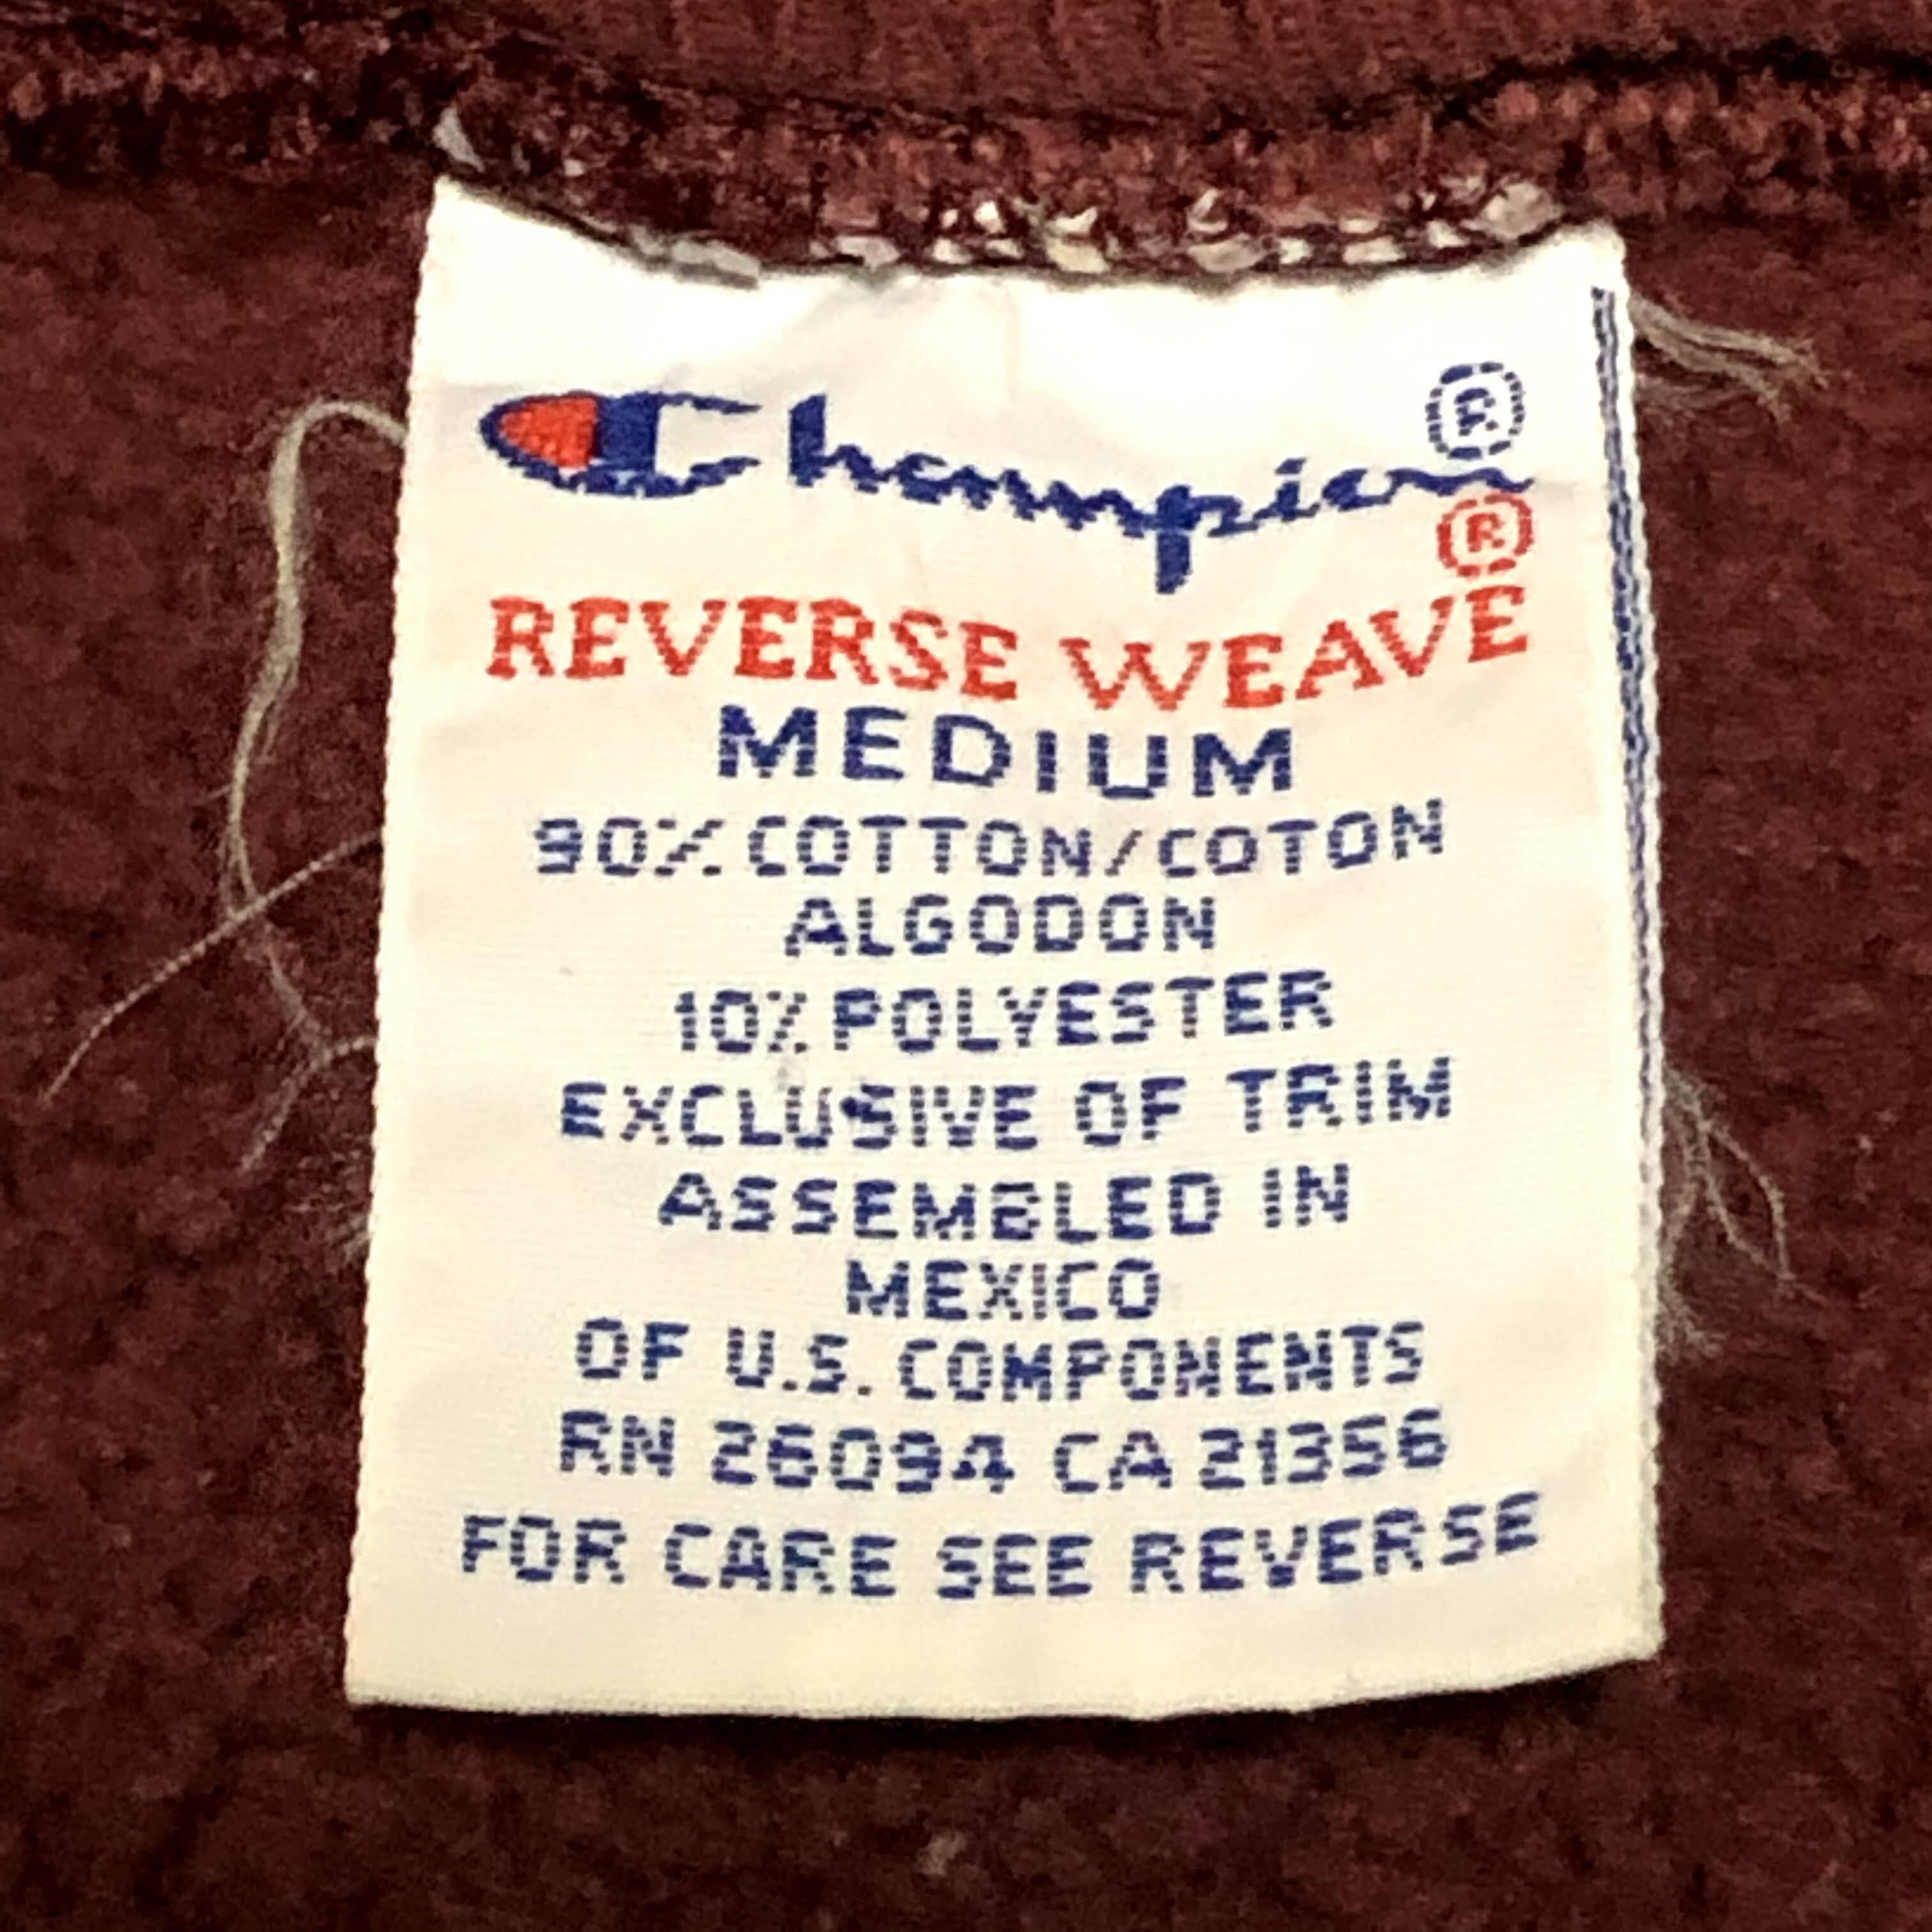 Champion®
®
REVERSE WEAVE
MEDIUM
90% COTTON/COTON
ALGODON
10% POLYESTER
EXCLUSIVE OF TRIM
ASSEMBLED IN
MEXICO
OF U.S. COMPONENTS
RN 26094 CA 21356
FOR CARE SEE REVERSE